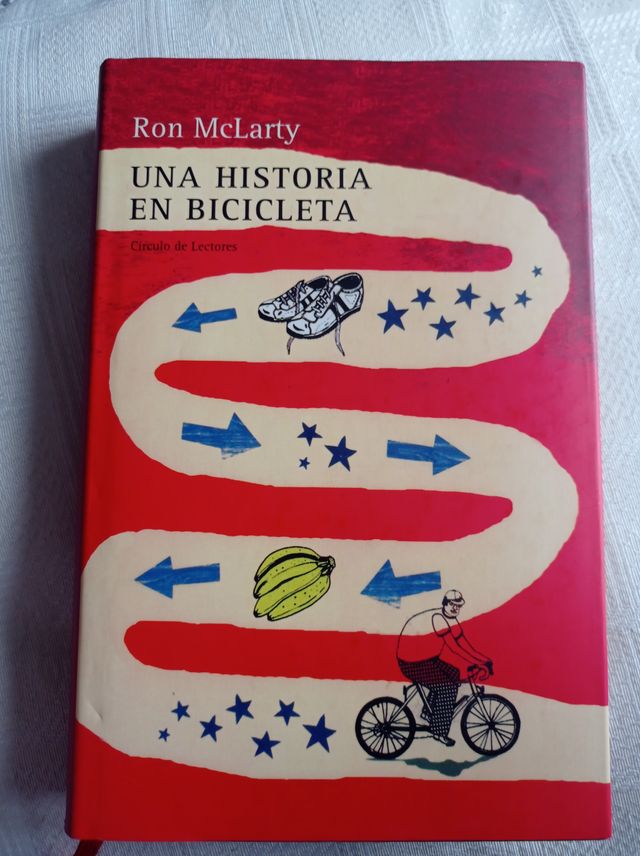 Ron McLarty
UNA HISTORIA
EN BICICLETA
Círculo de Lectores